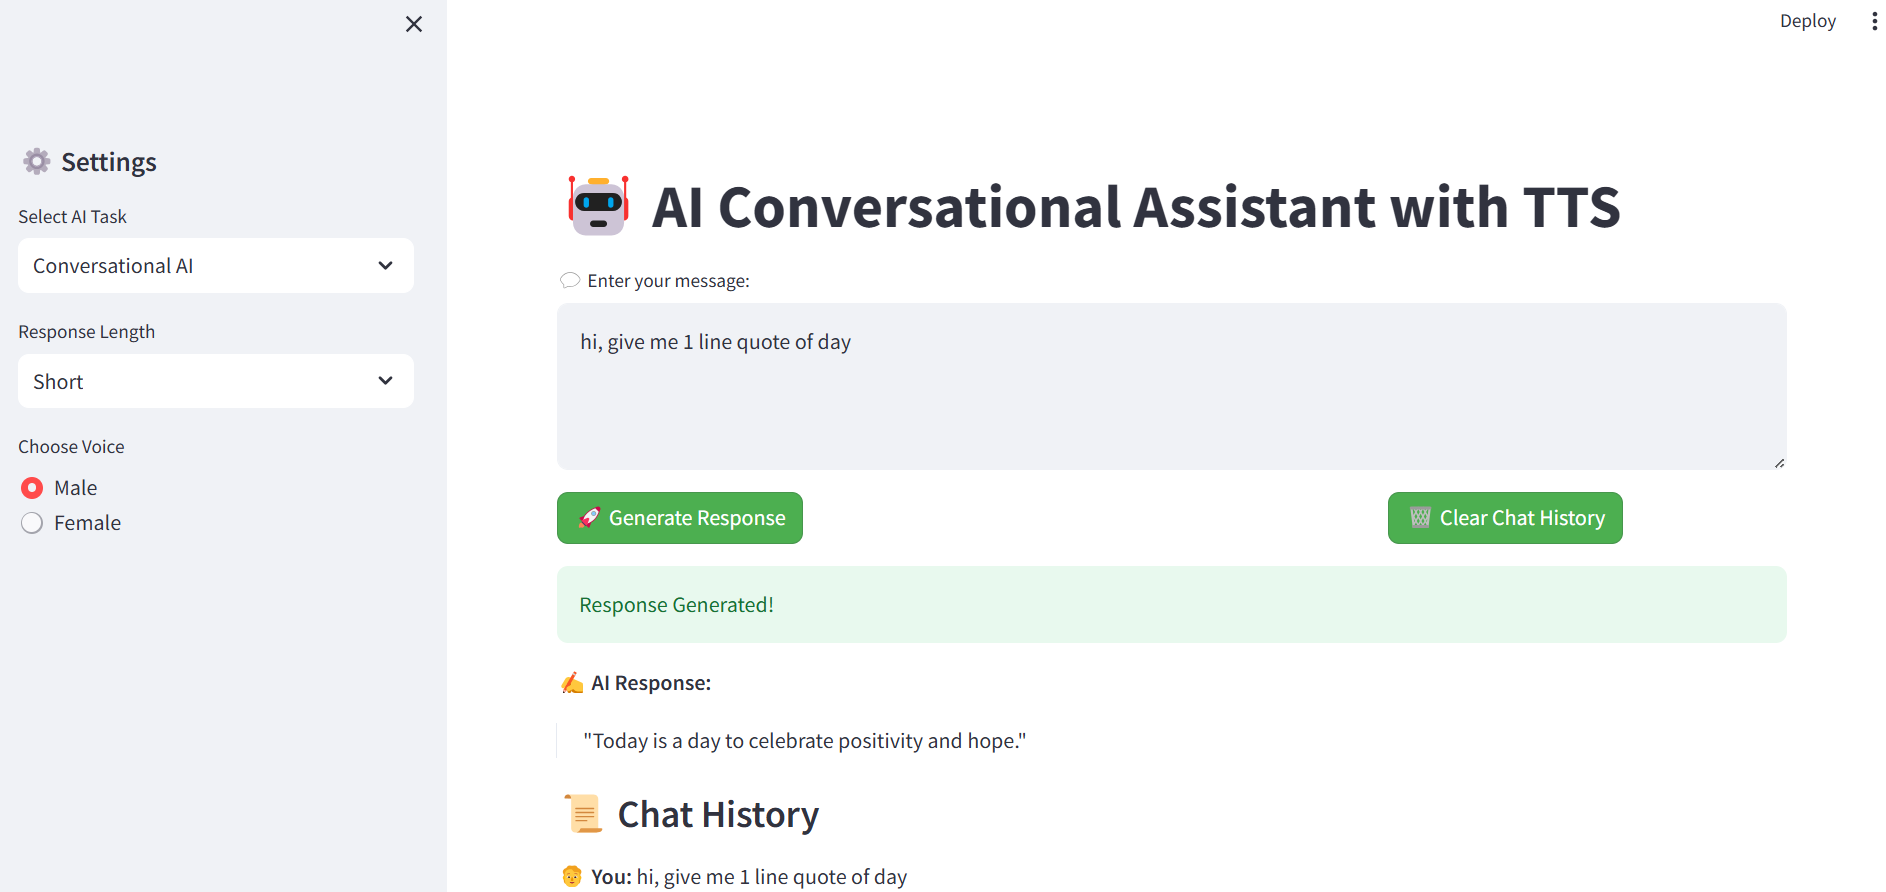 Deploy
Settings
Select AI Task
Conversational AI
Response Length
Short
Choose Voice
Male
Female
AI Conversational Assistant with TTS
Enter your message:
hi, give me 1 line quote of day
Generate Response
Clear Chat History
Response Generated!
AI Response:
"Today is a day to celebrate positivity and hope."
Chat History
You: hi, give me 1 line quote of day